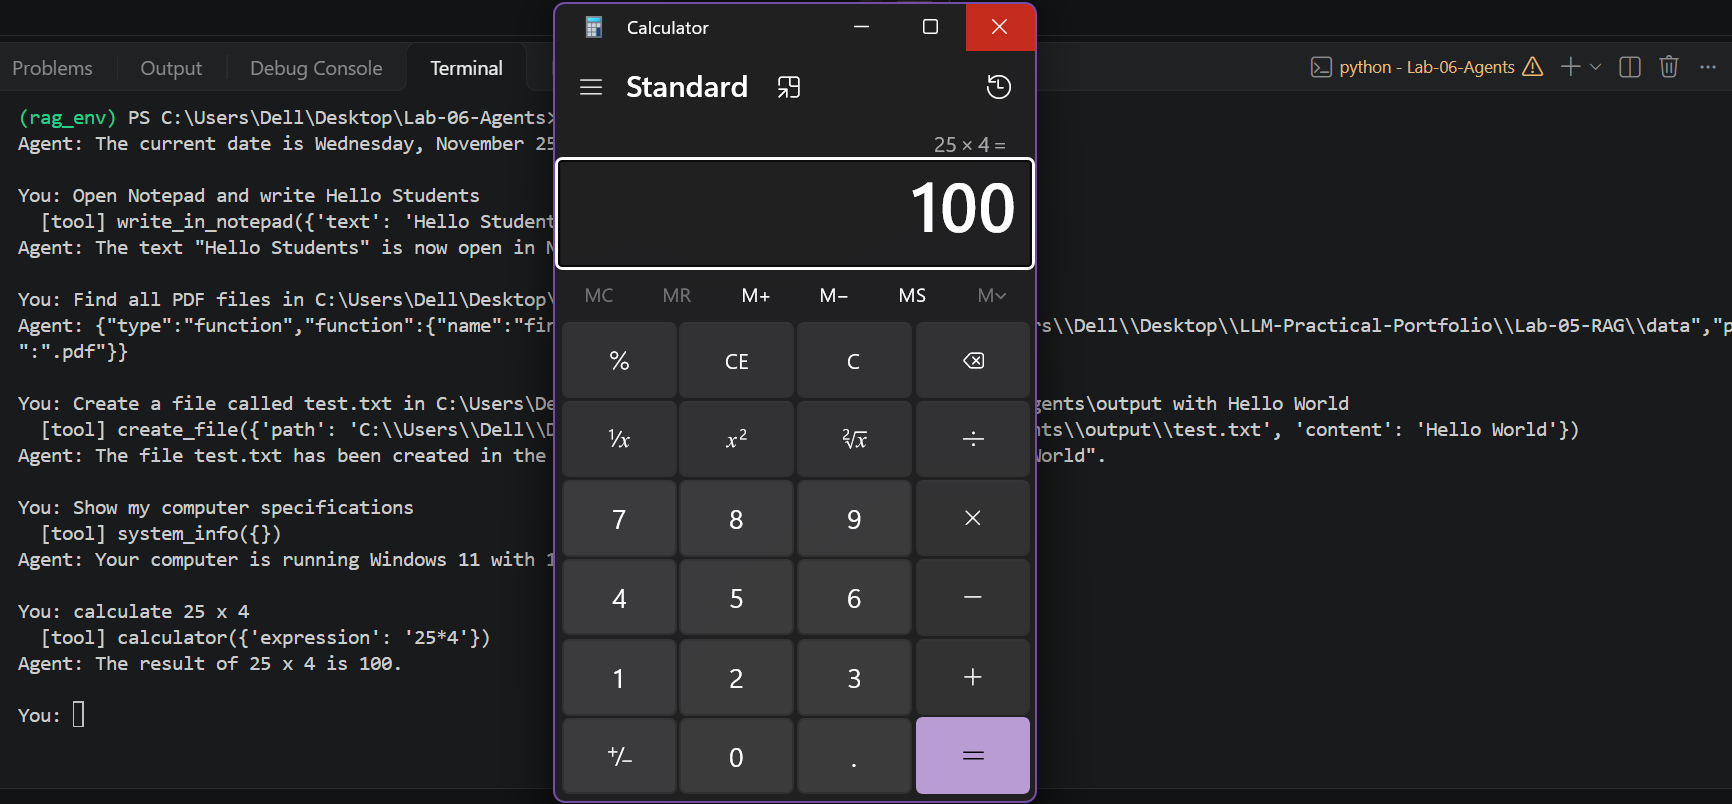 Problems Output Debug Console Terminal
python - Lab-06-Agents
(rag_env) PS C:\Users\Dell\Desktop\Lab-06-Agents>
Agent: The current date is Wednesday, November 25
You: Open Notepad and write Hello Students
[tool] write_in_notepad({'text': 'Hello Student
Agent: The text "Hello Students" is now open in
You: Find all PDF files in C:\Users\Dell\Desktop\
Agent: {"type":"function","function":{"name":"fin s\\Dell\\Desktop\\LLM-Practical-Portfolio\\Lab-05-RAG\\data","p
":".pdf"}}
You: Create a file called test.txt in C:\Users\De gents\output with Hello World
[tool] create_file({'path': 'C:\\Users\\Dell\\D nts\\output\\test.txt', 'content': 'Hello World'})
Agent: The file test.txt has been created in the World".
You: Show my computer specifications
[tool] system_info({})
Agent: Your computer is running Windows 11 with 1
You: calculate 25 x 4
[tool] calculator({'expression': '25*4'})
Agent: The result of 25 x 4 is 100.
You:
Calculator
Standard
25 × 4 =
100
MC MR M+ M− MS M
% CE C
¹/x x² ²√x ÷
7 8 9 ×
4 5 6 −
1 2 3 +
+/− 0 . =